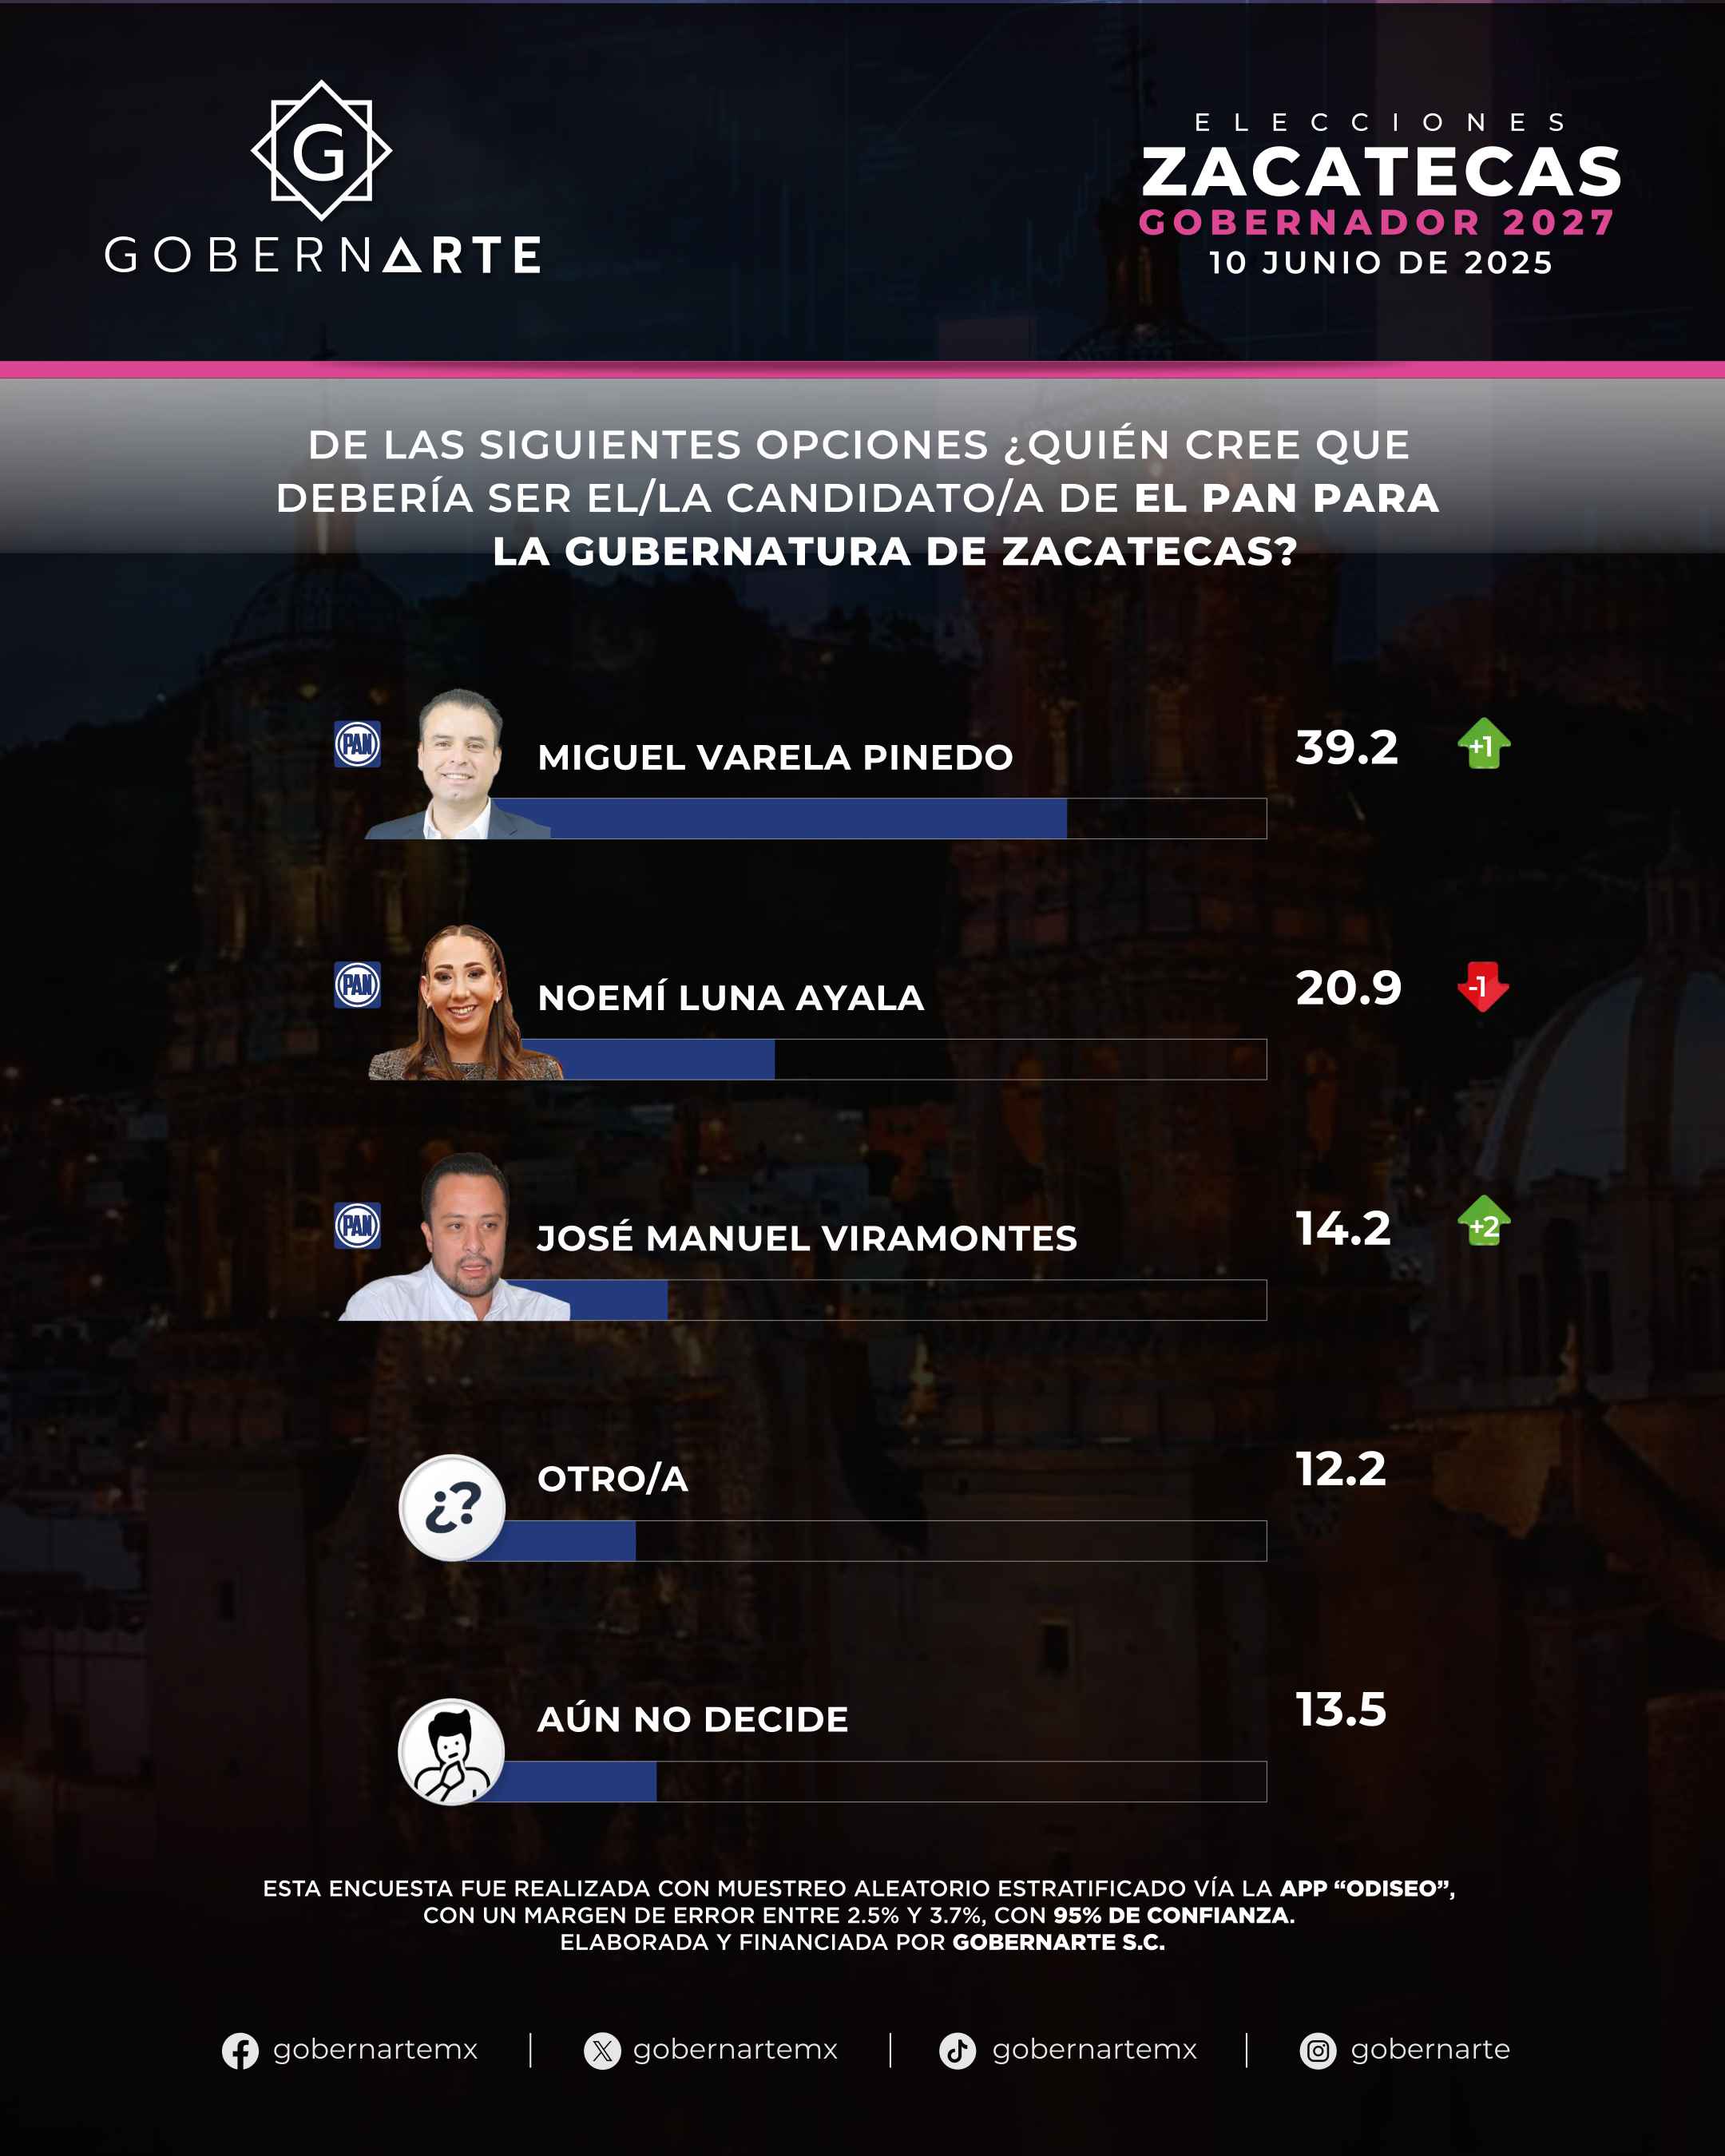 G
GOBERNARTE
ELECCIONES
ZACATECAS
GOBERNADOR 2027
10 JUNIO DE 2025
DE LAS SIGUIENTES OPCIONES ¿QUIÉN CREE QUE
DEBERÍA SER EL/LA CANDIDATO/A DE EL PAN PARA
LA GUBERNATURA DE ZACATECAS?
PAN MIGUEL VARELA PINEDO 39.2 +1
PAN NOEMÍ LUNA AYALA 20.9 -1
PAN JOSÉ MANUEL VIRAMONTES 14.2 +2
¿? OTRO/A 12.2
AÚN NO DECIDE 13.5
ESTA ENCUESTA FUE REALIZADA CON MUESTREO ALEATORIO ESTRATIFICADO VÍA LA APP “ODISEO”,
CON UN MARGEN DE ERROR ENTRE 2.5% Y 3.7%, CON 95% DE CONFIANZA.
ELABORADA Y FINANCIADA POR GOBERNARTE S.C.
gobernartemx | gobernartemx | gobernartemx | gobernarte